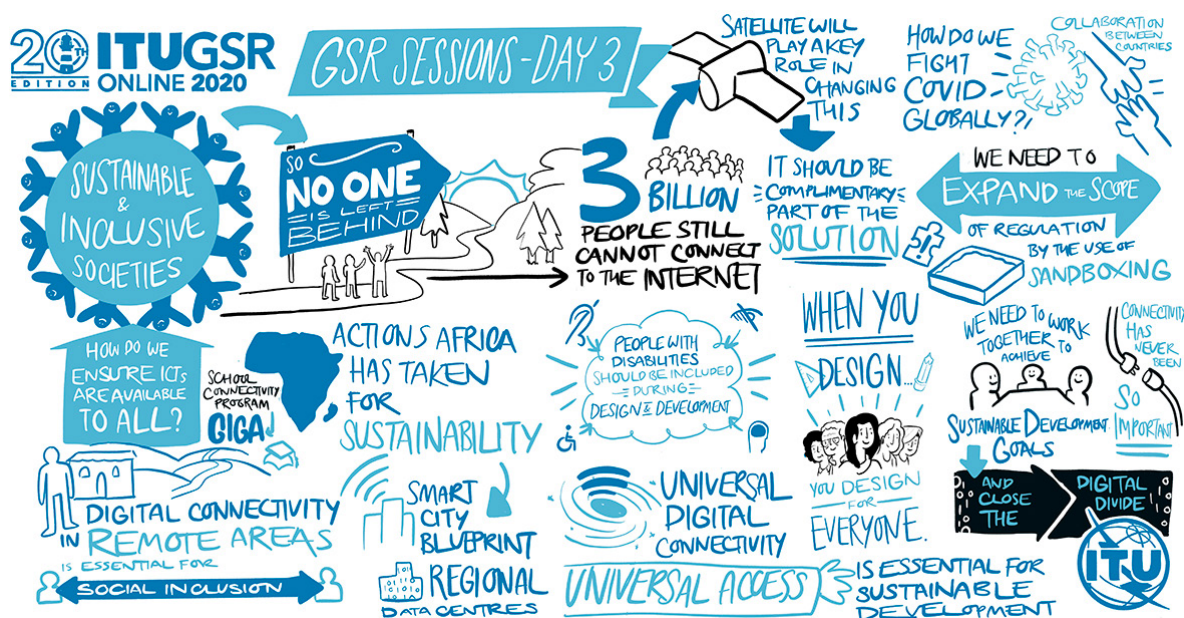 20TH
EDITION
ITUGSR
ONLINE 2020
GSR SESSIONS - DAY 3
SUSTAINABLE
&
INCLUSIVE
SOCIETIES
SO
NO ONE
IS LEFT
BEHIND
3
BILLION
PEOPLE STILL
CANNOT CONNECT
TO THE INTERNET
SATELLITE WILL
PLAY A KEY
ROLE IN
CHANGING
THIS
IT SHOULD BE
COMPLIMENTARY
PART OF THE
SOLUTION
HOW DO WE
FIGHT
COVID
GLOBALLY?!
COLLABORATION
BETWEEN
COUNTRIES
WE NEED TO
EXPAND THE SCOPE
OF REGULATION
BY THE USE OF
SANDBOXING
HOW DO WE
ENSURE ICTs
ARE AVAILABLE
TO ALL?
SCHOOL
CONNECTIVITY
PROGRAM
GIGA
ACTIONS AFRICA
HAS TAKEN
FOR
SUSTAINABILITY
SMART
CITY
BLUEPRINT
REGIONAL
DATA CENTRES
DIGITAL CONNECTIVITY
IN REMOTE AREAS
IS ESSENTIAL FOR
SOCIAL INCLUSION
PEOPLE WITH
DISABILITIES
SHOULD BE INCLUDED
DURING
DESIGN & DEVELOPMENT
UNIVERSAL
DIGITAL
CONNECTIVITY
UNIVERSAL ACCESS
IS ESSENTIAL FOR
SUSTAINABLE
DEVELOPMENT
WHEN YOU
DESIGN...
YOU DESIGN
FOR
EVERYONE.
WE NEED TO WORK
TOGETHER TO
ACHIEVE
SUSTAINABLE DEVELOPMENT
GOALS
AND
CLOSE
THE
DIGITAL
DIVIDE
CONNECTIVITY
HAS
NEVER
BEEN
SO
IMPORTANT
ITU